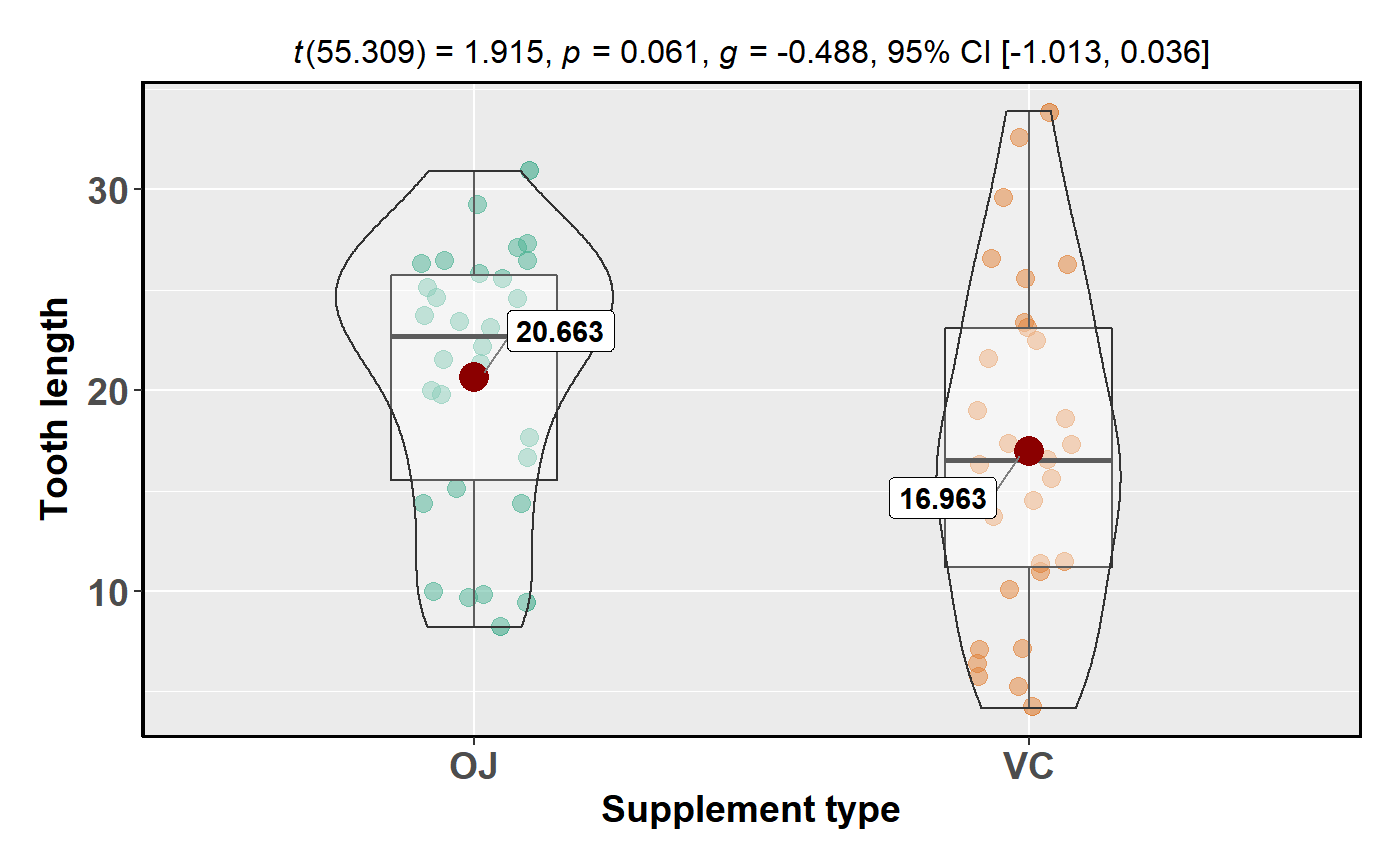 t(55.309) = 1.915, p = 0.061, g = -0.488, 95% CI [-1.013, 0.036]
Tooth length
30
20
10
20.663
16.963
OJ
VC
Supplement type